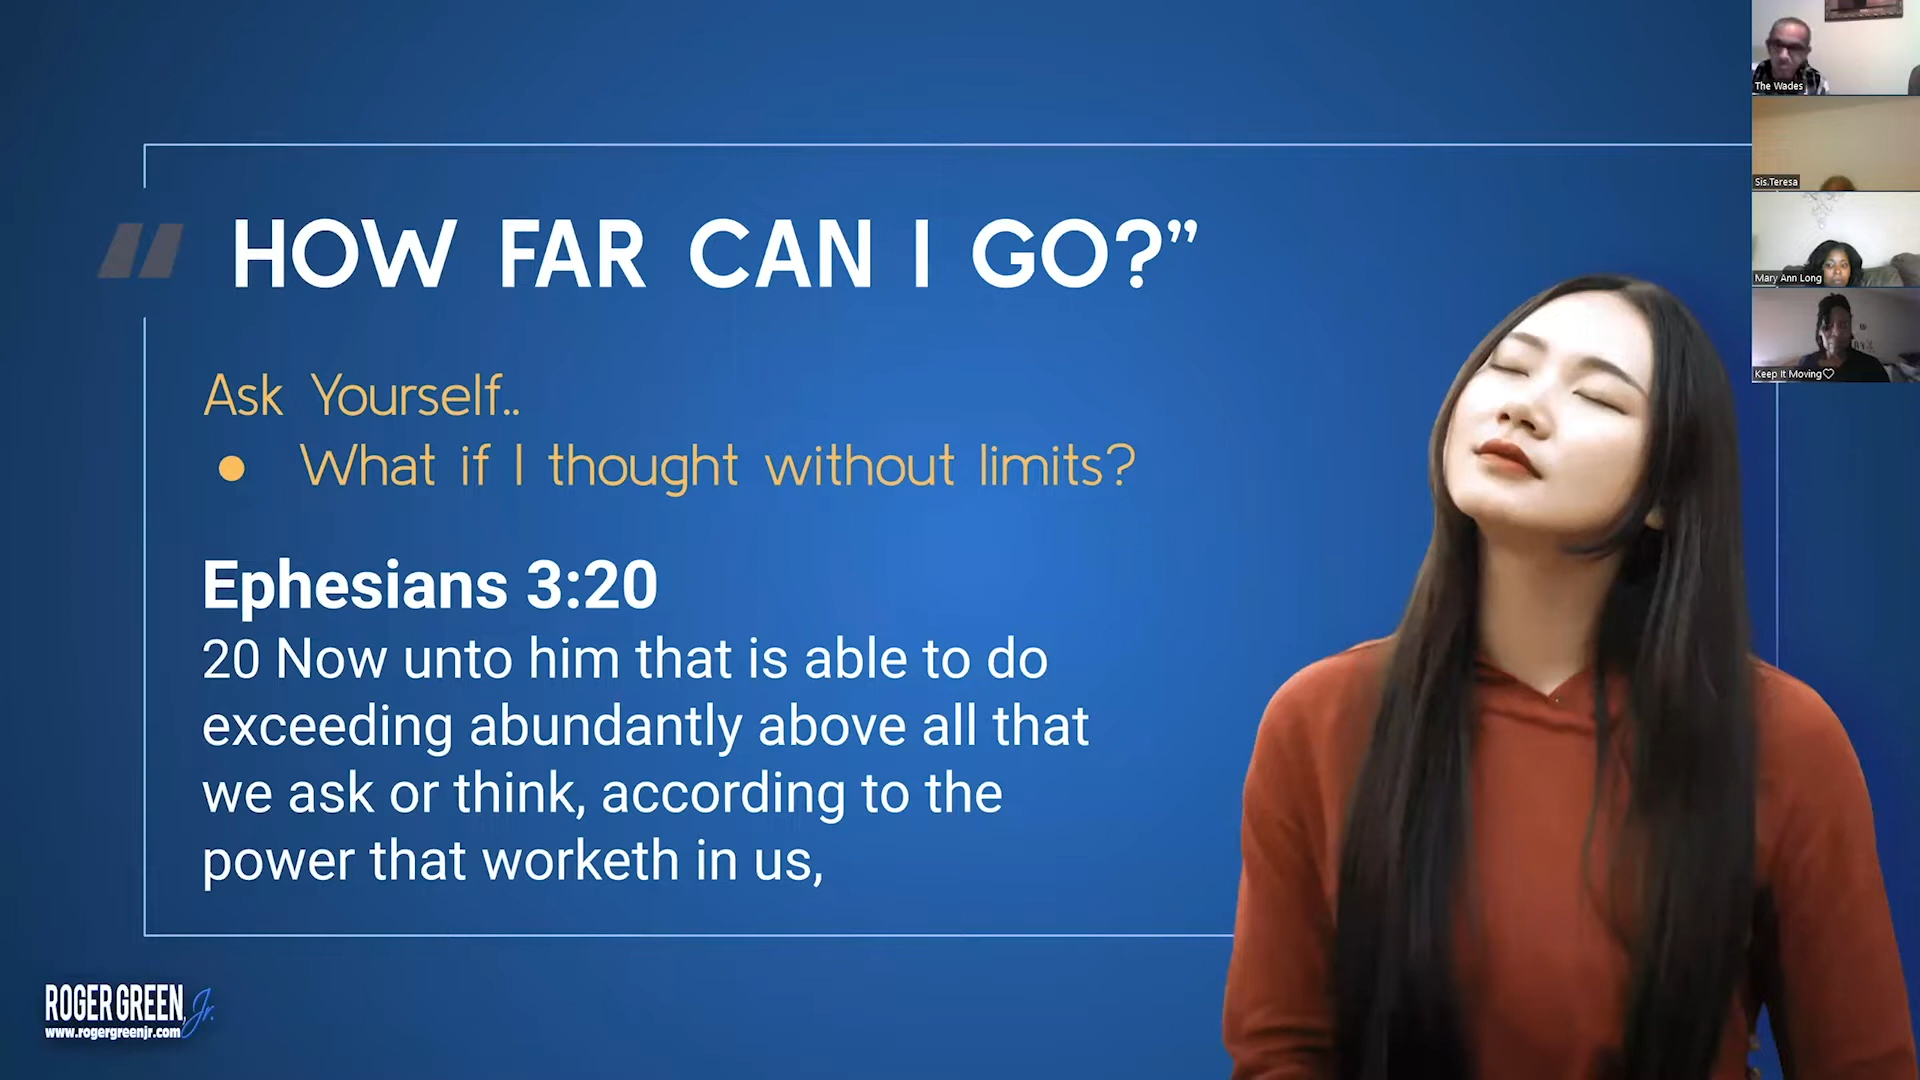 “ HOW FAR CAN I GO?”
Ask Yourself..
● What if I thought without limits?
Ephesians 3:20
20 Now unto him that is able to do
exceeding abundantly above all that
we ask or think, according to the
power that worketh in us,
ROGER GREEN, Jr.
www.rogergreenjr.com
The Wades
Sis.Teresa
Mary Ann Long
Keep It Moving♡